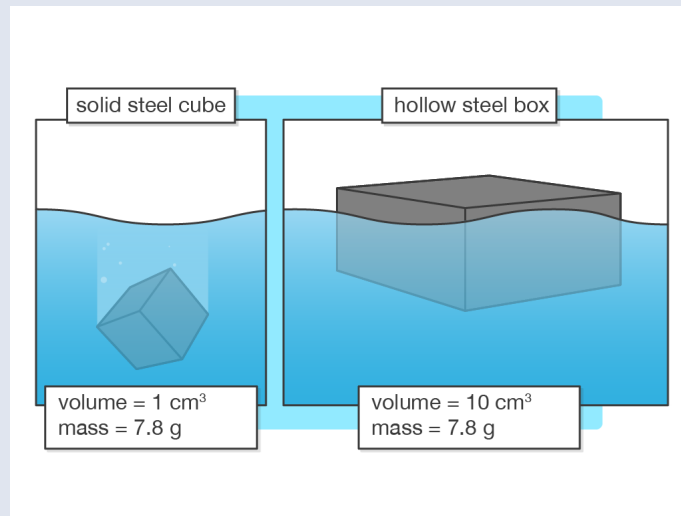 solid steel cube
hollow steel box
volume = 1 cm³
mass = 7.8 g
volume = 10 cm³
mass = 7.8 g